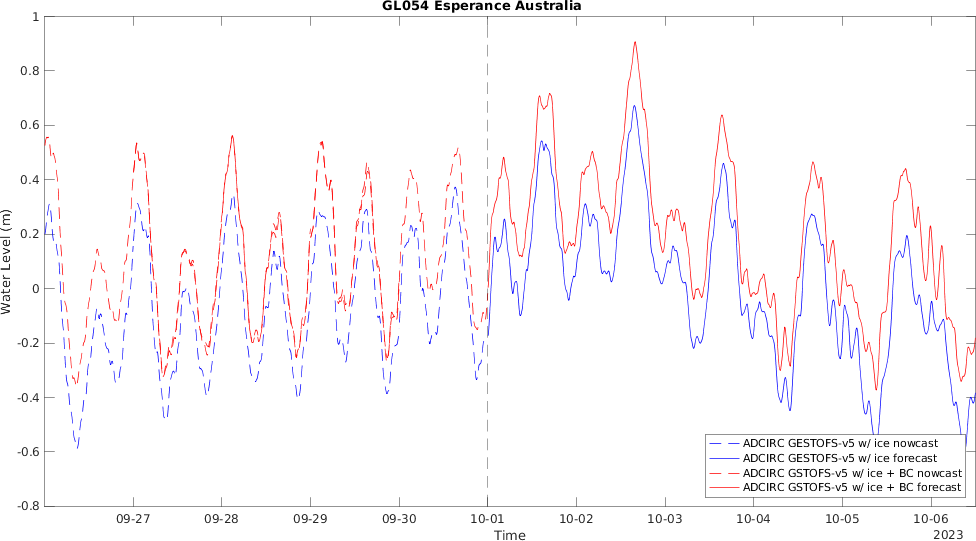 GL054 Esperance Australia
1
0.8
0.6
0.4
0.2
0
-0.2
-0.4
-0.6
-0.8
Water Level (m)
09-27 09-28 09-29 09-30 10-01 10-02 10-03 10-04 10-05 10-06
Time
2023
ADCIRC GESTOFS-v5 w/ ice nowcast
ADCIRC GESTOFS-v5 w/ ice forecast
ADCIRC GSTOFS-v5 w/ ice + BC nowcast
ADCIRC GSTOFS-v5 w/ ice + BC forecast